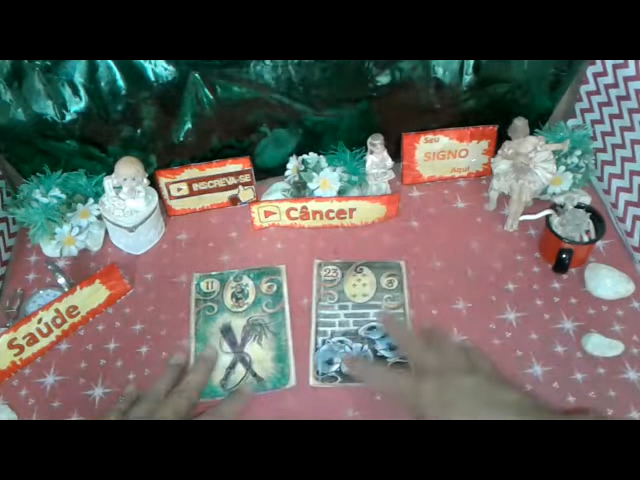 Seu
SIGNO
Aqui
INSCREVA-SE
Câncer
Saúde
11
23